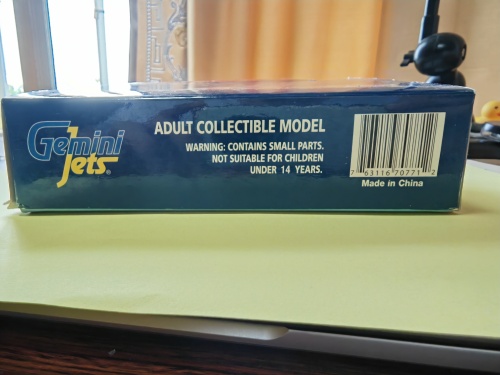 Gemini
Jets®
ADULT COLLECTIBLE MODEL
WARNING: CONTAINS SMALL PARTS.
NOT SUITABLE FOR CHILDREN
UNDER 14 YEARS.
7 63116 70771 2
Made in China